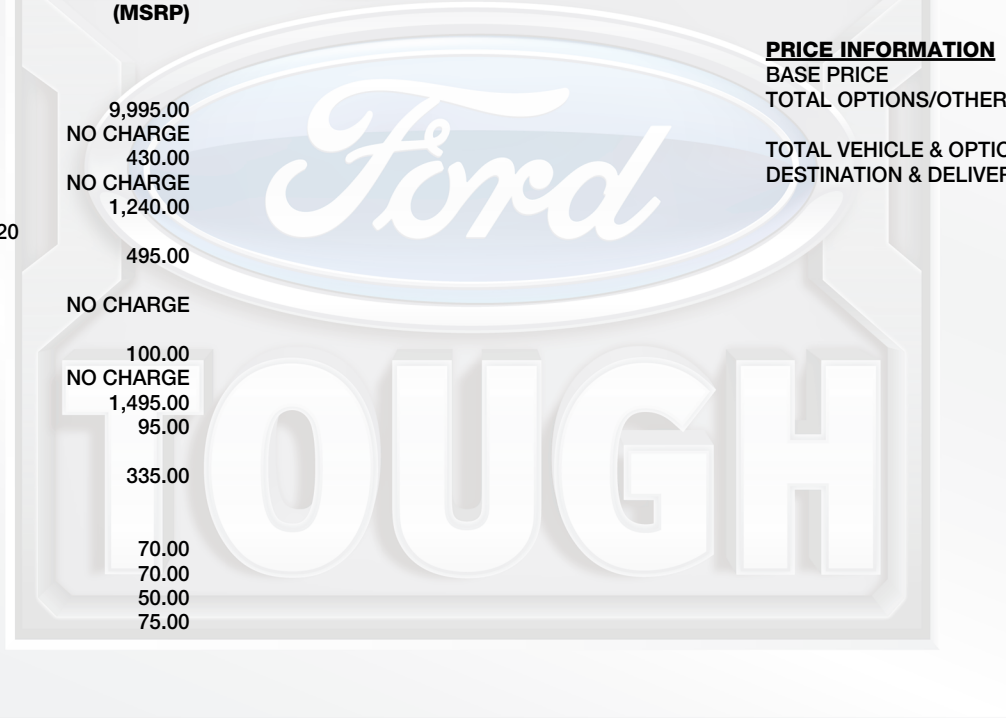 (MSRP)
9,995.00
NO CHARGE
430.00
NO CHARGE
1,240.00
20
495.00
NO CHARGE
100.00
NO CHARGE
1,495.00
95.00
335.00
70.00
70.00
50.00
75.00
PRICE INFORMATION
BASE PRICE
TOTAL OPTIONS/OTHER
TOTAL VEHICLE & OPTIO
DESTINATION & DELIVER
Ford
TOUGH